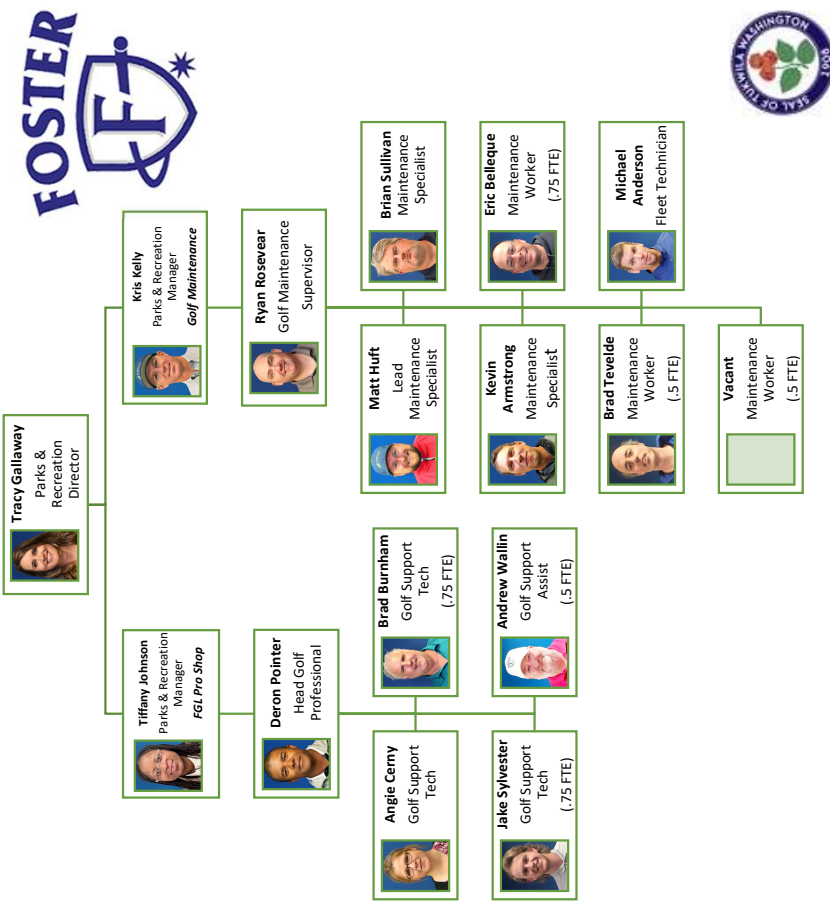 FOSTER
F
SEAL OF TUKWILA WASHINGTON
1908
Tracy Gallaway
Parks &
Recreation
Director
Tiffany Johnson
Parks & Recreation
Manager
FGL Pro Shop
Kris Kelly
Parks & Recreation
Manager
Golf Maintenance
Deron Pointer
Head Golf
Professional
Ryan Rosevear
Golf Maintenance
Supervisor
Angie Cerny
Golf Support
Tech
Brad Burnham
Golf Support
Tech
(.75 FTE)
Jake Sylvester
Golf Support
Tech
(.75 FTE)
Andrew Wallin
Golf Support
Assist
(.5 FTE)
Matt Huft
Lead
Maintenance
Specialist
Brian Sullivan
Maintenance
Specialist
Kevin
Armstrong
Maintenance
Specialist
Eric Belleque
Maintenance
Worker
(.75 FTE)
Brad Tevelde
Maintenance
Worker
(.5 FTE)
Michael
Anderson
Fleet Technician
Vacant
Maintenance
Worker
(.5 FTE)